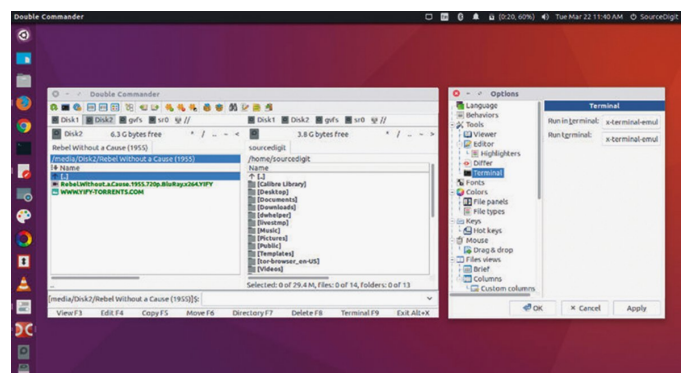 Double Commander
En
(0:20, 60%)
Tue Mar 22 11:40 AM
SourceDigit
Double Commander
Disk1 Disk2 gvfs sr0 //
Disk1 Disk2 gvfs sr0 //
Disk2 6.3 G bytes free * / .. ~ <
3.8 G bytes free * / .. ~ >
Rebel Without a Cause (1955)
sourcedigit
/media/Disk2/Rebel Without a Cause (1955)
/home/sourcedigit
Name
Name
[..]
[..]
Rebel.Without.a.Cause.1955.720p.BluRay.x264.YIFY
WWW.YIFY-TORRENTS.COM
[Calibre Library]
[Desktop]
[Documents]
[Downloads]
[dwhelper]
[livestmp]
[Music]
[Pictures]
[Public]
[Templates]
[tor-browser_en-US]
[Videos]
..
Selected: 0 of 29.4 M, files: 0 of 14, folders: 0 of 13
[media/Disk2/Rebel Without a Cause (1955)]$:
View F3 Edit F4 Copy F5 Move F6 Directory F7 Delete F8 Terminal F9 Exit Alt+X
Options
Language
Behaviors
Tools
Viewer
Editor
Highlighters
Differ
Terminal
Fonts
Colors
File panels
File types
Keys
Hot keys
Mouse
Drag & drop
Files views
Brief
Columns
Custom columns
Terminal
Run in terminal: x-terminal-emul
Run terminal: x-terminal-emul
OK
Cancel
Apply